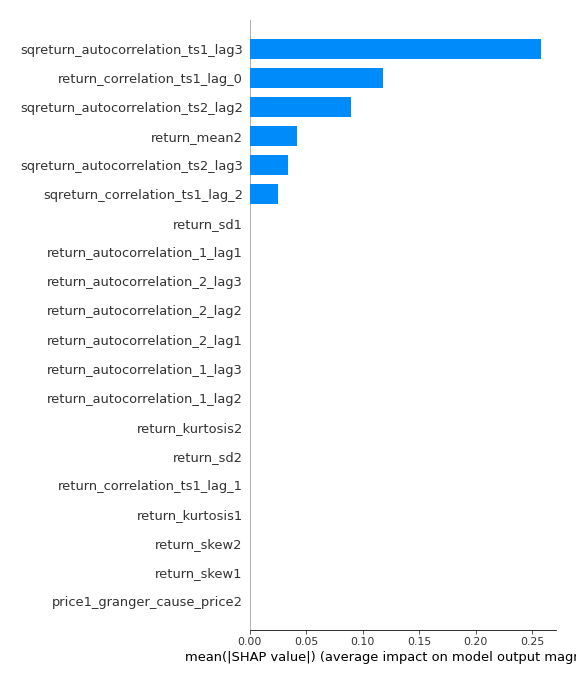 sqreturn_autocorrelation_ts1_lag3
return_correlation_ts1_lag_0
sqreturn_autocorrelation_ts2_lag2
return_mean2
sqreturn_autocorrelation_ts2_lag3
sqreturn_correlation_ts1_lag_2
return_sd1
return_autocorrelation_1_lag1
return_autocorrelation_2_lag3
return_autocorrelation_2_lag2
return_autocorrelation_2_lag1
return_autocorrelation_1_lag3
return_autocorrelation_1_lag2
return_kurtosis2
return_sd2
return_correlation_ts1_lag_1
return_kurtosis1
return_skew2
return_skew1
price1_granger_cause_price2
0.00 0.05 0.10 0.15 0.20 0.25
mean(|SHAP value|) (average impact on model output magn